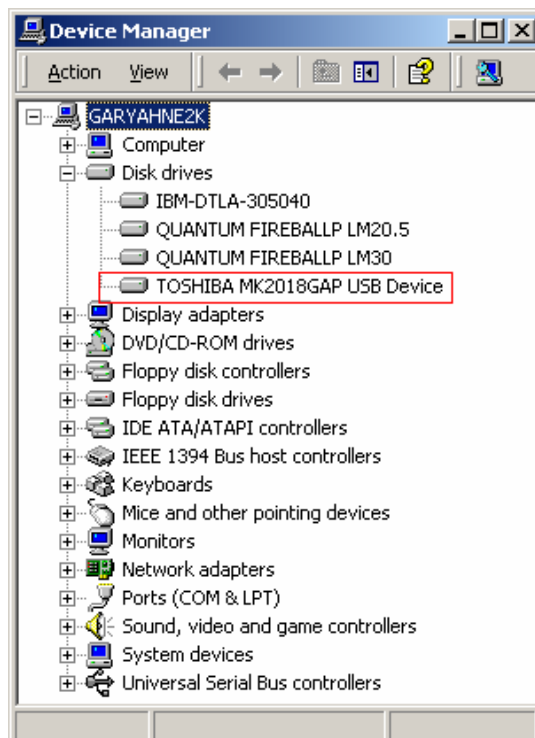 Device Manager
Action View
GARYAHNE2K
Computer
Disk drives
IBM-DTLA-305040
QUANTUM FIREBALLP LM20.5
QUANTUM FIREBALLP LM30
TOSHIBA MK2018GAP USB Device
Display adapters
DVD/CD-ROM drives
Floppy disk controllers
Floppy disk drives
IDE ATA/ATAPI controllers
IEEE 1394 Bus host controllers
Keyboards
Mice and other pointing devices
Monitors
Network adapters
Ports (COM & LPT)
Sound, video and game controllers
System devices
Universal Serial Bus controllers